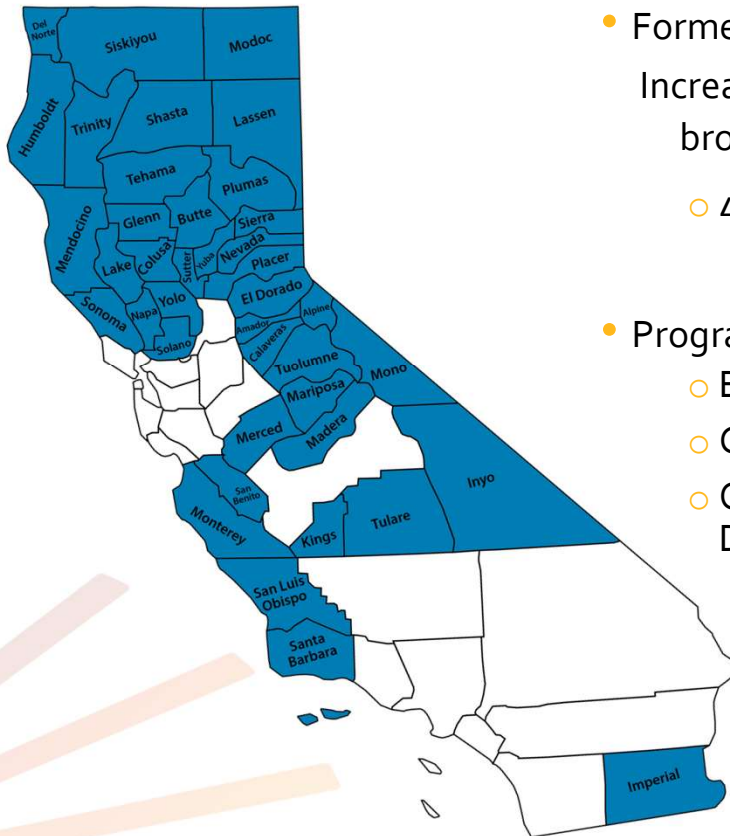 Del
Norte
Siskiyou
Modoc
Humboldt
Trinity
Shasta
Lassen
Tehama
Plumas
Mendocino
Glenn
Butte
Sierra
Lake
Colusa
Sutter
Yuba
Nevada
Placer
Sonoma
Napa
Yolo
El Dorado
Solano
Amador
Alpine
Calaveras
Tuolumne
Mono
Mariposa
Merced
Madera
San
Benito
Monterey
Kings
Tulare
Inyo
San Luis
Obispo
Santa
Barbara
Imperial
• Forme
Increa
bro
• Progra